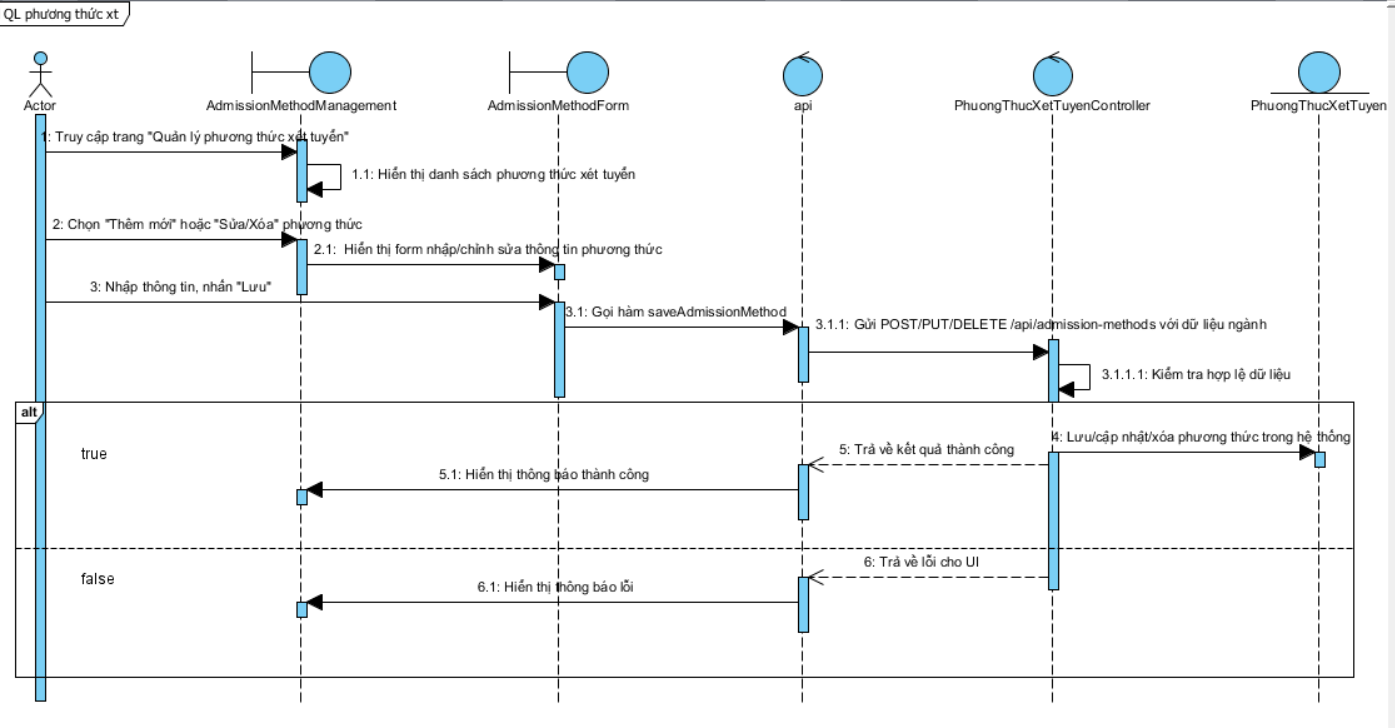 QL phương thức xt
Actor
AdmissionMethodManagement
AdmissionMethodForm
api
PhuongThucXetTuyenController
PhuongThucXetTuyen
1: Truy cập trang "Quản lý phương thức xét tuyển"
1.1: Hiển thị danh sách phương thức xét tuyển
2: Chọn "Thêm mới" hoặc "Sửa/Xóa" phương thức
2.1: Hiển thị form nhập/chỉnh sửa thông tin phương thức
3: Nhập thông tin, nhấn "Lưu"
3.1: Gọi hàm saveAdmissionMethod
3.1.1: Gửi POST/PUT/DELETE /api/admission-methods với dữ liệu ngành
3.1.1.1: Kiểm tra hợp lệ dữ liệu
alt
true
4: Lưu/cập nhật/xóa phương thức trong hệ thống
5: Trả về kết quả thành công
5.1: Hiển thị thông báo thành công
false
6: Trả về lỗi cho UI
6.1: Hiển thị thông báo lỗi